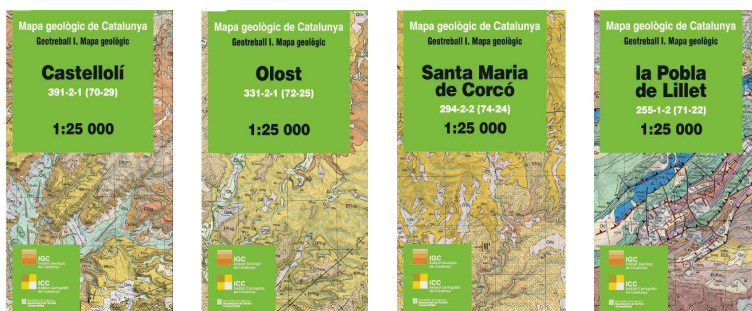 Mapa geològic de Catalunya
Geotreball I. Mapa geològic
Castellolí
391-2-1 (70-29)
1:25 000
IGC
ICC
Mapa geològic de Catalunya
Geotreball I. Mapa geològic
Olost
331-2-1 (72-25)
1:25 000
IGC
ICC
Mapa geològic de Catalunya
Geotreball I. Mapa geològic
Santa Maria
de Corcó
294-2-2 (74-24)
1:25 000
IGC
ICC
Mapa geològic de Catalunya
Geotreball I. Mapa geològic
la Pobla
de Lillet
255-1-2 (71-22)
1:25 000
IGC
ICC